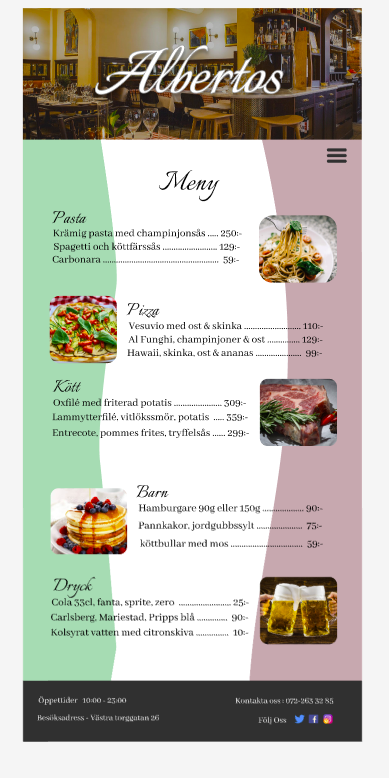 Albertos
Meny
Pasta
Krämig pasta med champinjonsås ..... 250:-
Spagetti och köttfärssås ........................ 129:-
Carbonara .................................................. 59:-
Pizza
Vesuvio med ost & skinka ......................... 110:-
Al Funghi, champinjoner & ost .............. 129:-
Hawaii, skinka, ost & ananas .................... 99:-
Kött
Oxfilé med friterad potatis ..................... 309:-
Lammytterfilé, vitlökssmör, potatis ..... 359:-
Entrecote, pommes frites, tryffelsås ...... 299:-
Barn
Hamburgare 90g eller 150g ................... 90:-
Pannkakor, jordgubbssylt .................... 75:-
köttbullar med mos ............................... 59:-
Dryck
Cola 33cl, fanta, sprite, zero ....................... 25:-
Carlsberg, Mariestad, Pripps blå ............. 90:-
Kolsyrat vatten med citronskiva .............. 10:-
Öppettider 10:00 - 23:00
Kontakta oss : 072-263 32 85
Besöksadress - Västra torggatan 26
Följ Oss